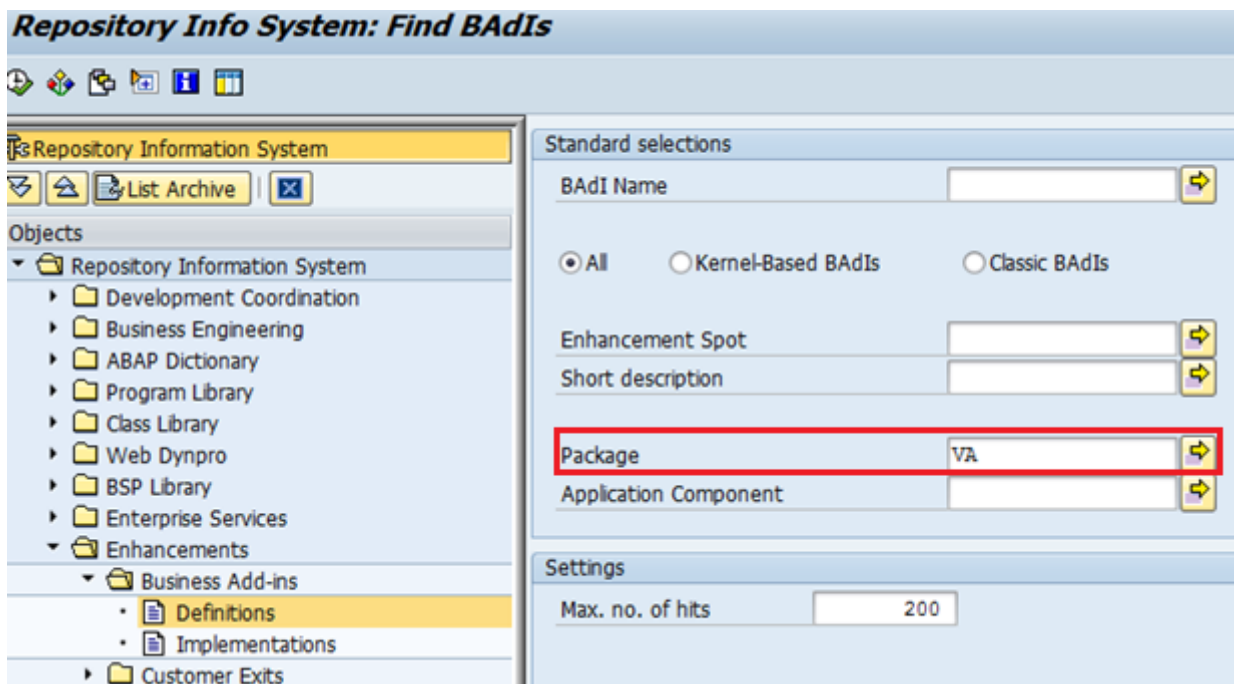 Repository Info System: Find BAdIs
Repository Information System
List Archive
Objects
Repository Information System
Development Coordination
Business Engineering
ABAP Dictionary
Program Library
Class Library
Web Dynpro
BSP Library
Enterprise Services
Enhancements
Business Add-ins
Definitions
Implementations
Customer Exits
Standard selections
BAdI Name
All Kernel-Based BAdIs Classic BAdIs
Enhancement Spot
Short description
Package VA
Application Component
Settings
Max. no. of hits 200